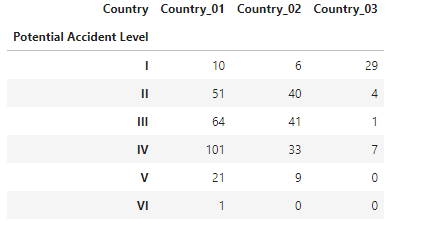 Country Country_01 Country_02 Country_03
Potential Accident Level
I 10 6 29
II 51 40 4
III 64 41 1
IV 101 33 7
V 21 9 0
VI 1 0 0